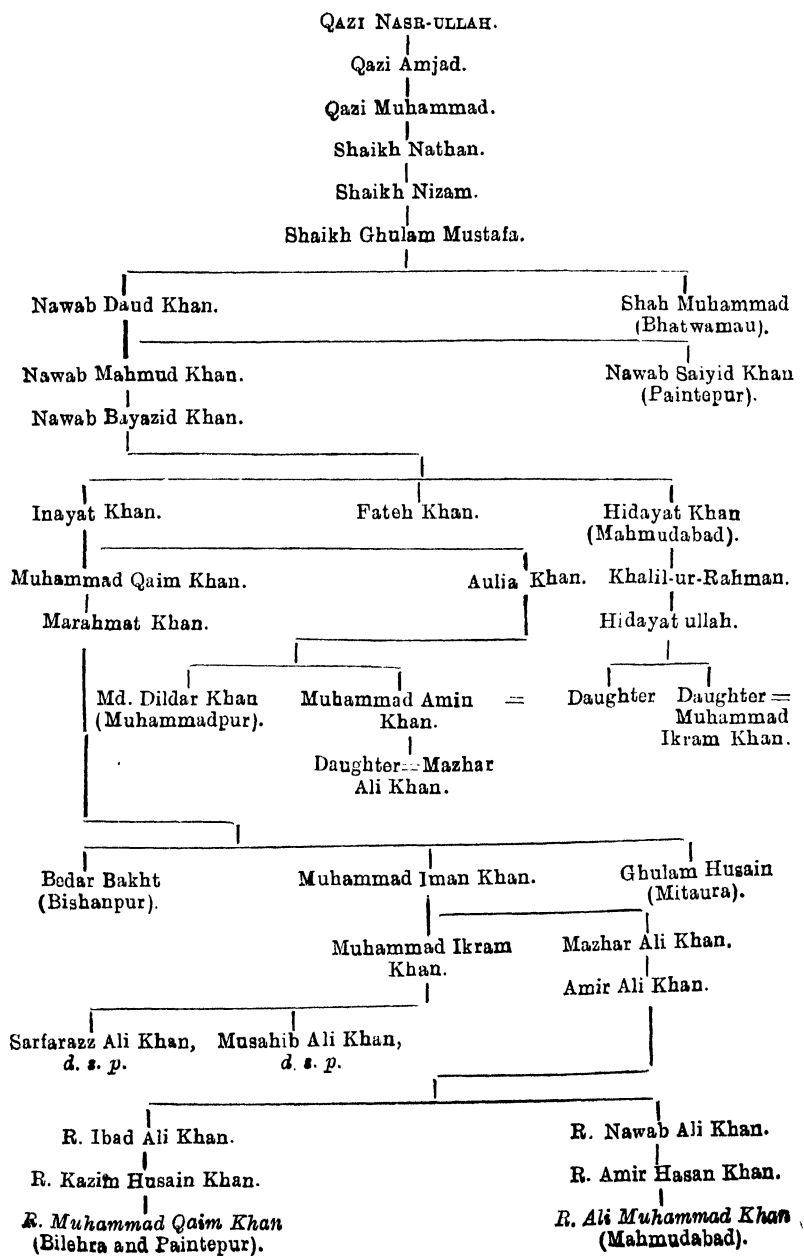 QAZI NASR-ULLAH.
Qazi Amjad.
Qazi Muhammad.
Shaikh Nathan.
Shaikh Nizam.
Shaikh Ghulam Mustafa.
Nawab Daud Khan. Shah Muhammad
(Bhatwamau).
Nawab Mahmud Khan. Nawab Saiyid Khan
(Paintepur).
Nawab Bayazid Khan.
Inayat Khan. Fateh Khan. Hidayat Khan
(Mahmudabad).
Muhammad Qaim Khan. Aulia Khan. Khalil-ur-Rahman.
Marahmat Khan. Hidayat ullah.
Md. Dildar Khan Muhammad Amin = Daughter Daughter =
(Muhammadpur). Khan. Muhammad
Ikram Khan.
Daughter = Mazhar
Ali Khan.
Bedar Bakht Muhammad Iman Khan. Ghulam Husain
(Bishanpur). (Mitaura).
Muhammad Ikram Mazhar Ali Khan.
Khan.
Amir Ali Khan.
Sarfarazz Ali Khan, Musahib Ali Khan,
d. s. p. d. s. p.
R. Ibad Ali Khan. R. Nawab Ali Khan.
R. Kazim Husain Khan. R. Amir Hasan Khan.
R. Muhammad Qaim Khan R. Ali Muhammad Khan
(Bilehra and Paintepur). (Mahmudabad).